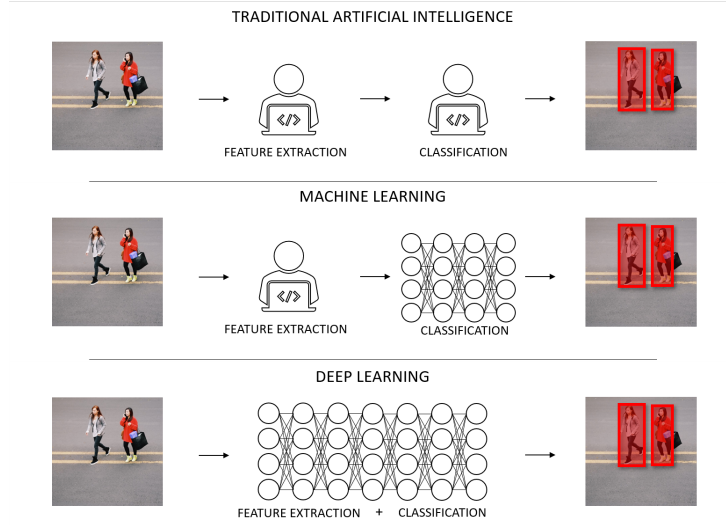 TRADITIONAL ARTIFICIAL INTELLIGENCE
</>
</>
FEATURE EXTRACTION
CLASSIFICATION
MACHINE LEARNING
</>
FEATURE EXTRACTION
CLASSIFICATION
DEEP LEARNING
FEATURE EXTRACTION + CLASSIFICATION